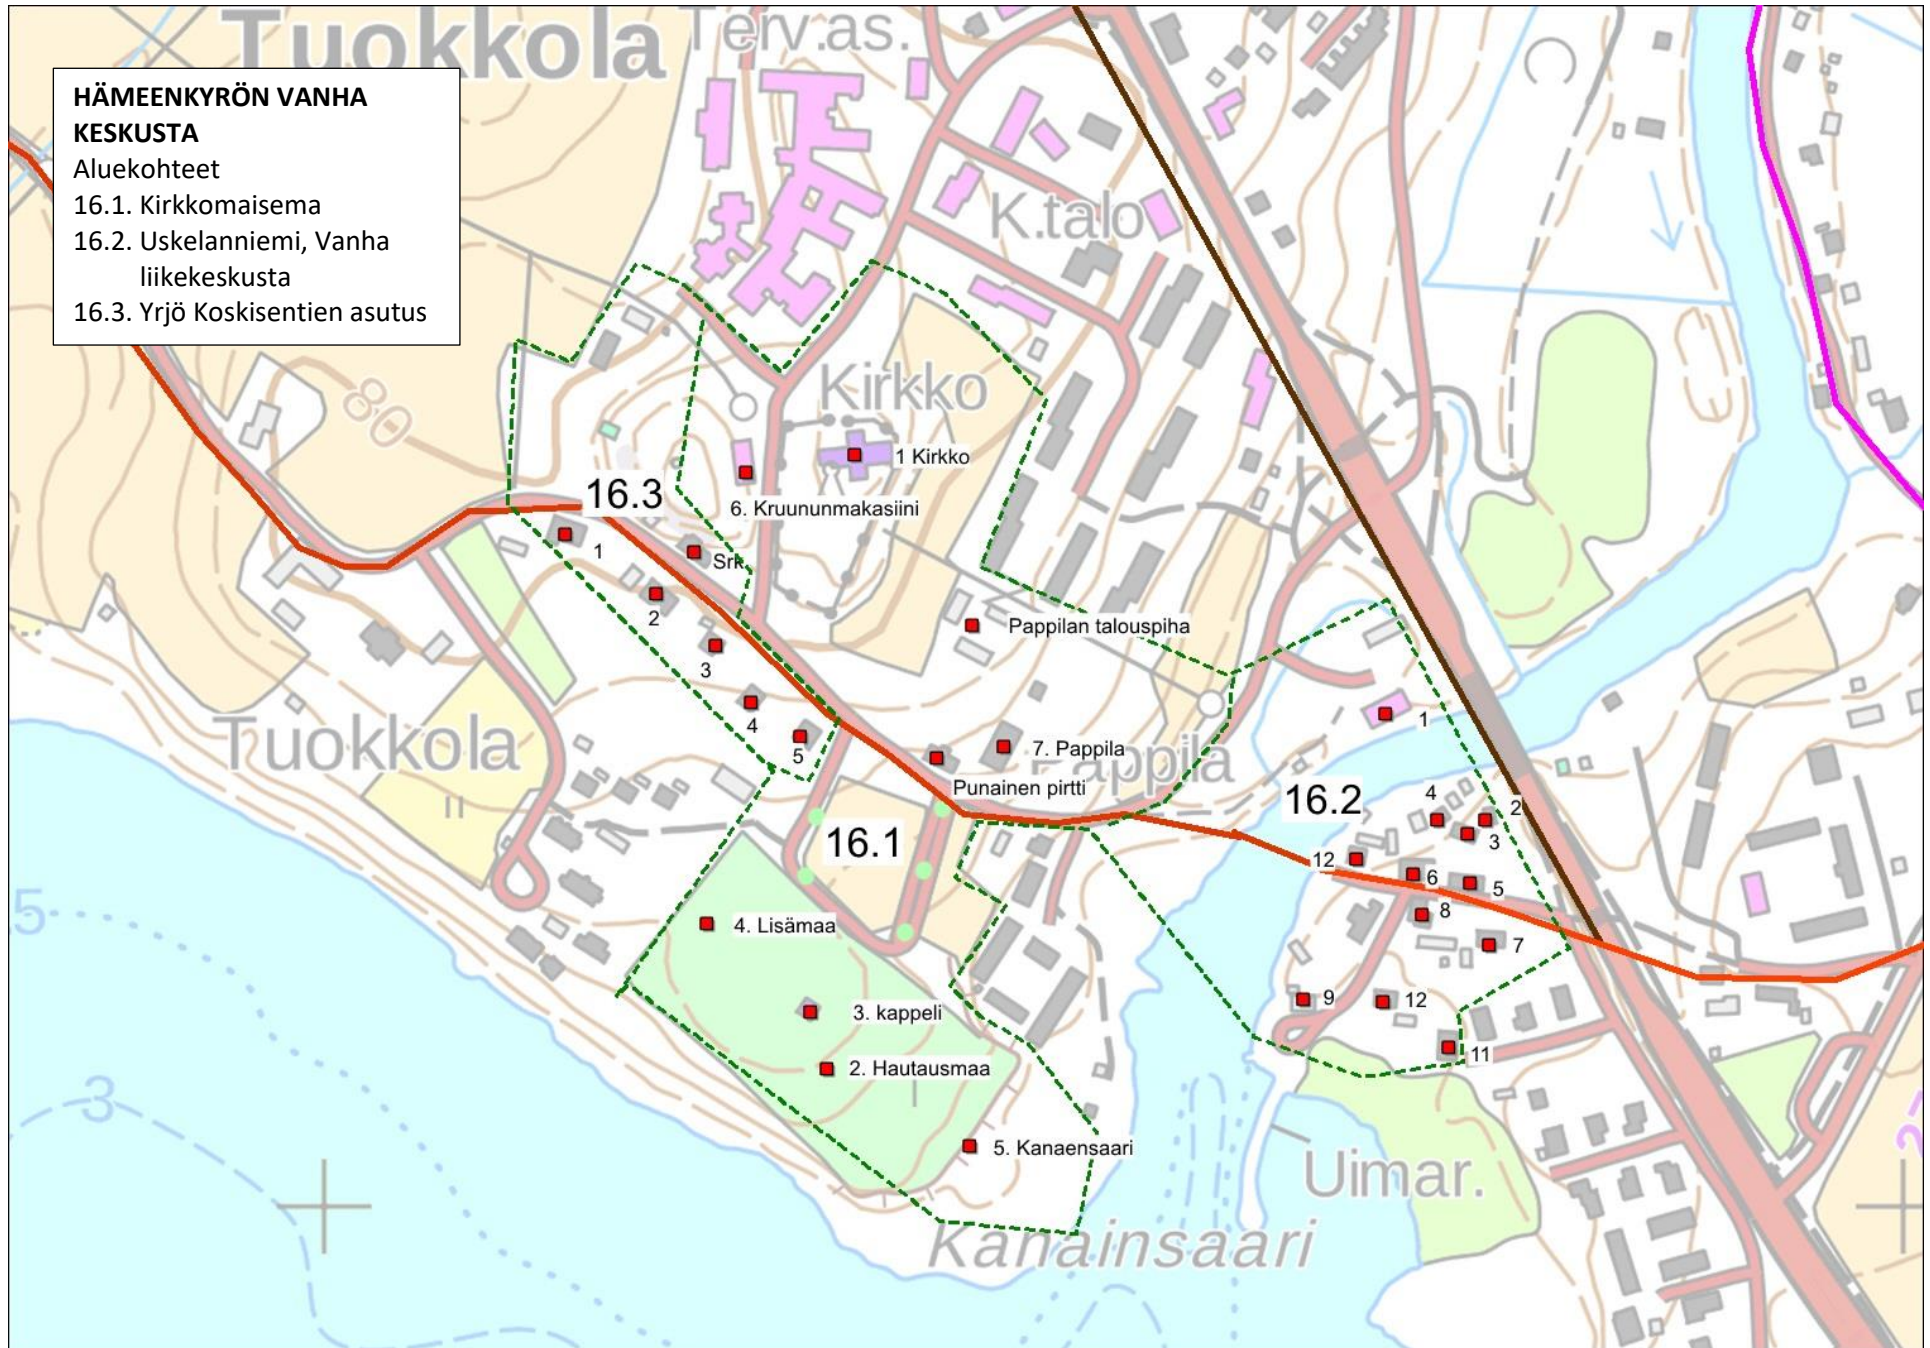 Tuokkola
Terv.as.
HÄMEENKYRÖN VANHA
KESKUSTA
Aluekohteet
16.1. Kirkkomaisema
16.2. Uskelanniemi, Vanha
liikekeskusta
16.3. Yrjö Koskisentien asutus
K.talo
80
Kirkko
1 Kirkko
16.3
6. Kruununmakasiini
1
Srk
2
Pappilan talouspiha
3
4
1
Tuokkola
5
7. Pappila
Pappila
Punainen pirtti
16.2
4
2
3
16.1
12
6
5
8
5
4. Lisämaa
7
9
12
3. kappeli
11
2. Hautausmaa
3
5. Kanaensaari
Uimar.
Kanainsaari